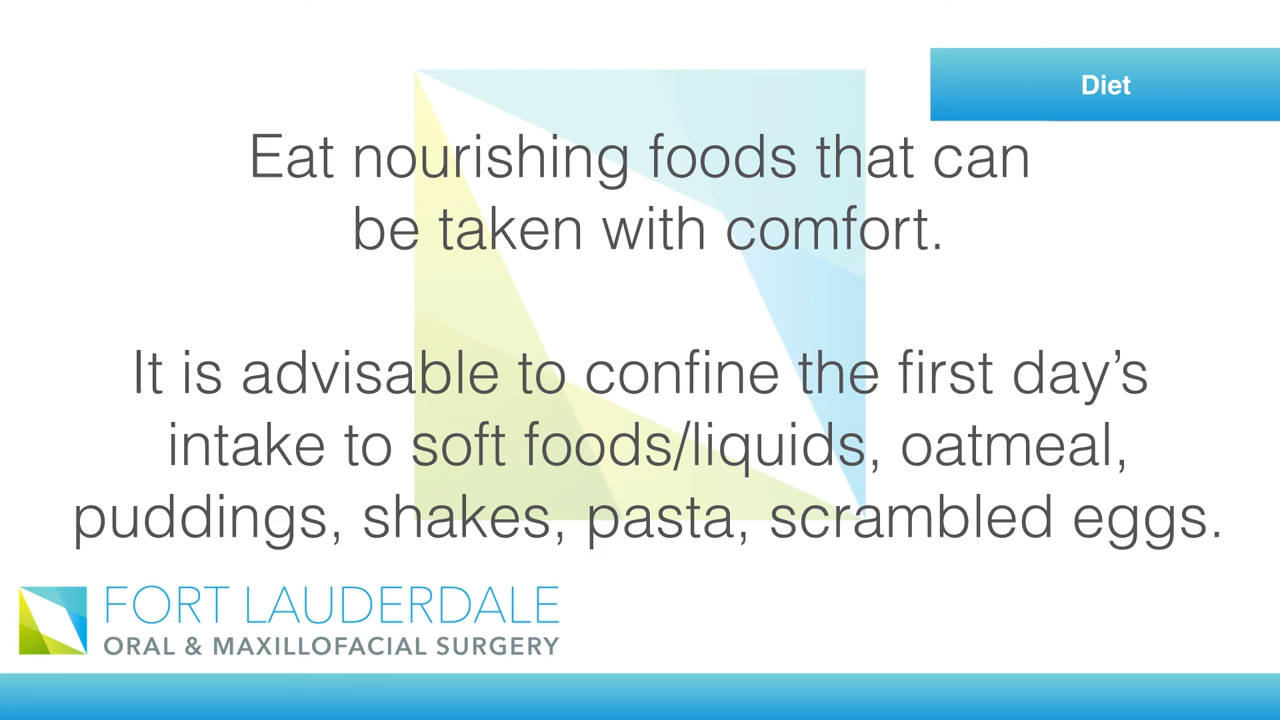 Diet
Eat nourishing foods that can
be taken with comfort.
It is advisable to confine the first day’s
intake to soft foods/liquids, oatmeal,
puddings, shakes, pasta, scrambled eggs.
FORT LAUDERDALE
ORAL & MAXILLOFACIAL SURGERY